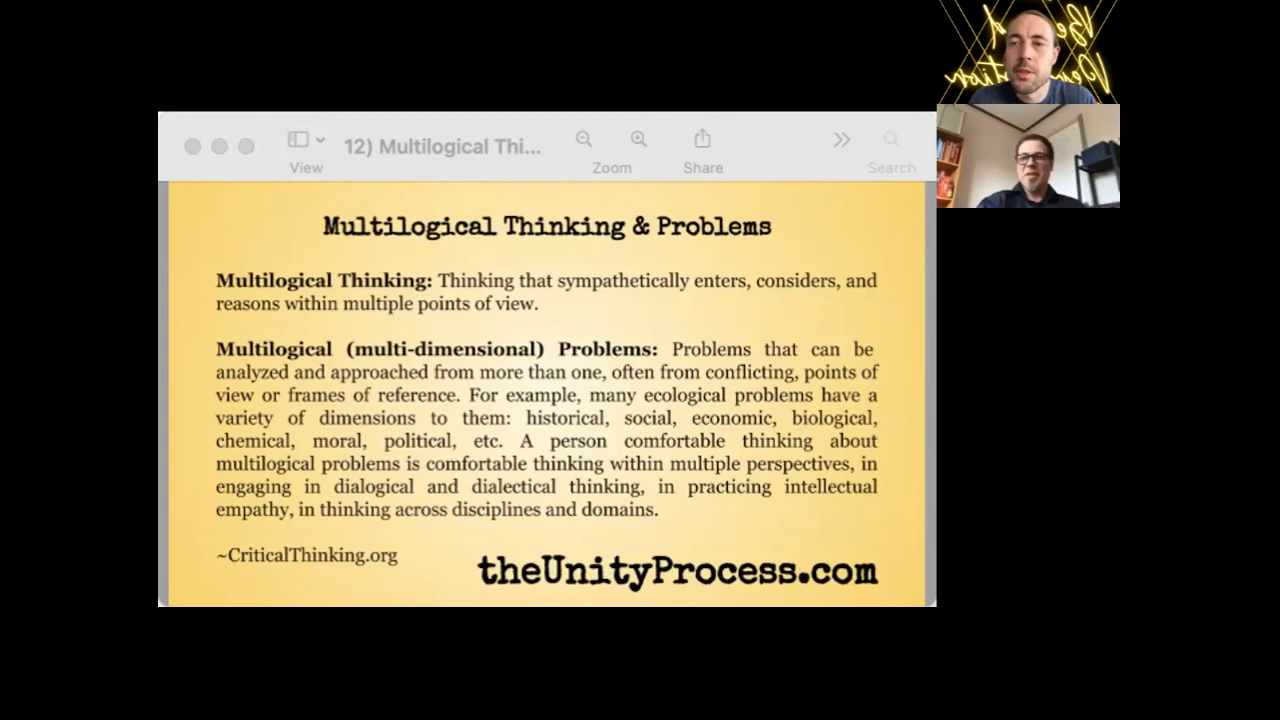 12) Multilogical Thi...
View
Zoom
Share
Search
Multilogical Thinking & Problems
Multilogical Thinking: Thinking that sympathetically enters, considers, and
reasons within multiple points of view.
Multilogical (multi-dimensional) Problems: Problems that can be
analyzed and approached from more than one, often from conflicting, points of
view or frames of reference. For example, many ecological problems have a
variety of dimensions to them: historical, social, economic, biological,
chemical, moral, political, etc. A person comfortable thinking about
multilogical problems is comfortable thinking within multiple perspectives, in
engaging in dialogical and dialectical thinking, in practicing intellectual
empathy, in thinking across disciplines and domains.
~CriticalThinking.org
theUnityProcess.com